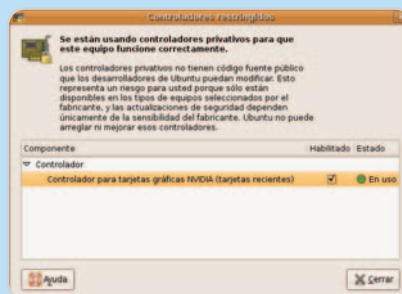 Controladores restringidos
Se están usando controladores privativos para que
este equipo funcione correctamente.
Los controladores privativos no tienen código fuente público
que los desarrolladores de Ubuntu puedan modificar. Esto
representa un riesgo para usted porque sólo están
disponibles en los tipos de equipos seleccionados por el
fabricante, y las actualizaciones de seguridad dependen
únicamente de la sensibilidad del fabricante. Ubuntu no puede
arreglar ni mejorar esos controladores.
Componente Habilitado Estado
Controlador
Controlador para tarjetas gráficas NVIDIA (tarjetas recientes) En uso
Ayuda Cerrar